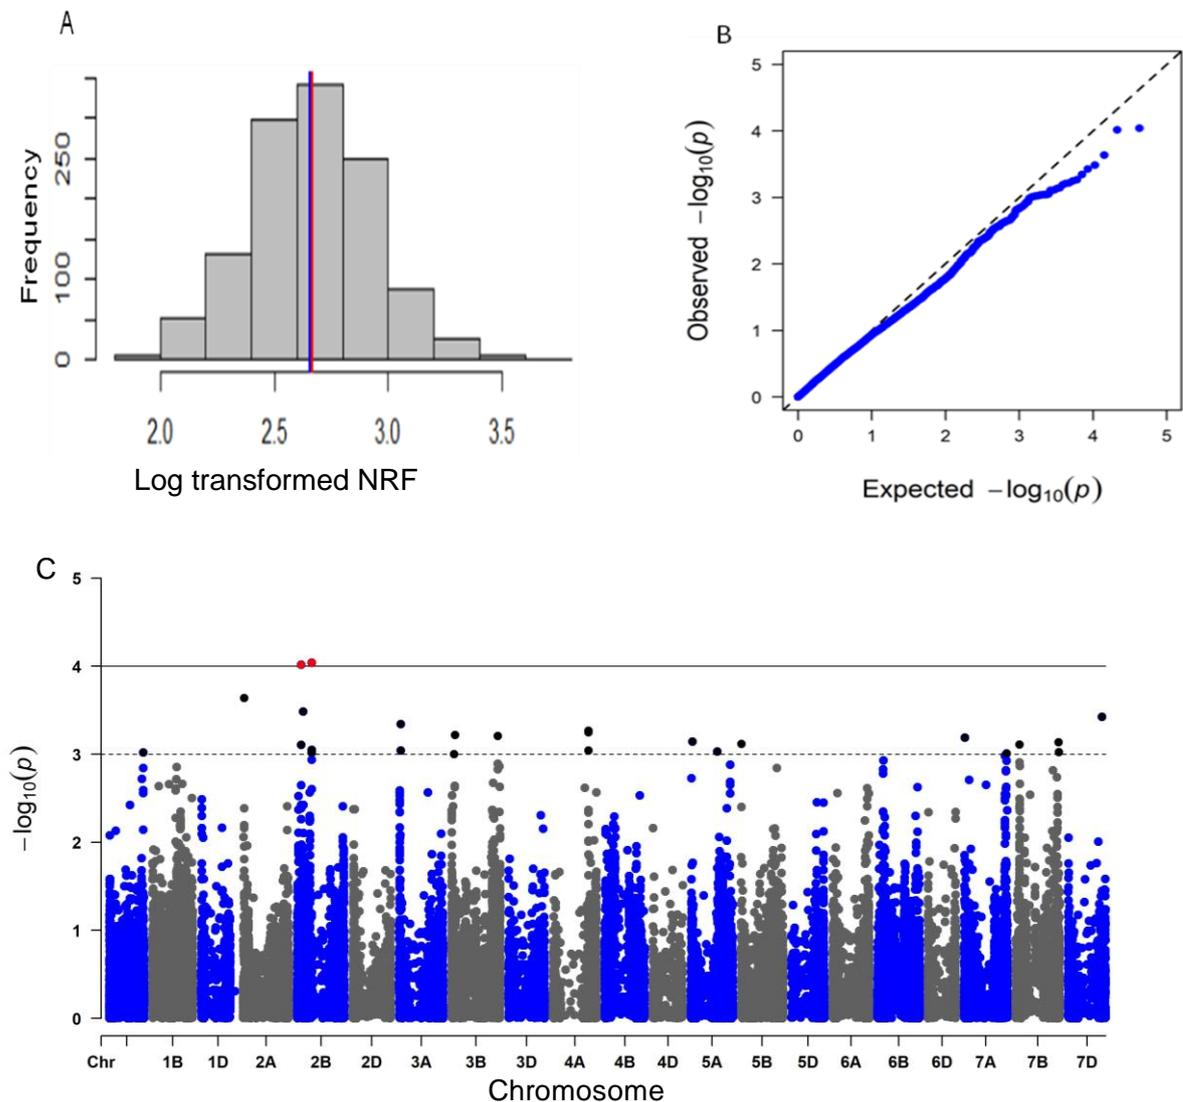 A
Frequency
250
100
0
2.0 2.5 3.0 3.5
Log transformed NRF
B
Observed −log10(p)
5
4
3
2
1
0
0 1 2 3 4 5
Expected −log10(p)
C
−log10(p)
5
4
3
2
1
0
Chr 1B 1D 2A 2B 2D 3A 3B 3D 4A 4B 4D 5A 5B 5D 6A 6B 6D 7A 7B 7D
Chromosome